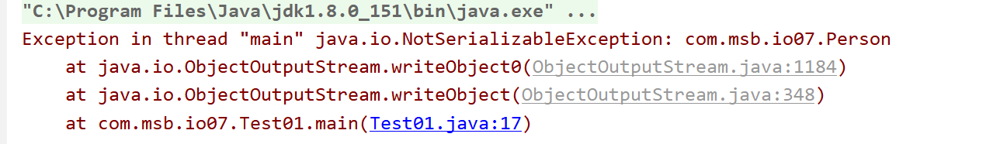 "C:\Program Files\Java\jdk1.8.0_151\bin\java.exe" ...
Exception in thread "main" java.io.NotSerializableException: com.msb.io07.Person
at java.io.ObjectOutputStream.writeObject0(ObjectOutputStream.java:1184)
at java.io.ObjectOutputStream.writeObject(ObjectOutputStream.java:348)
at com.msb.io07.Test01.main(Test01.java:17)